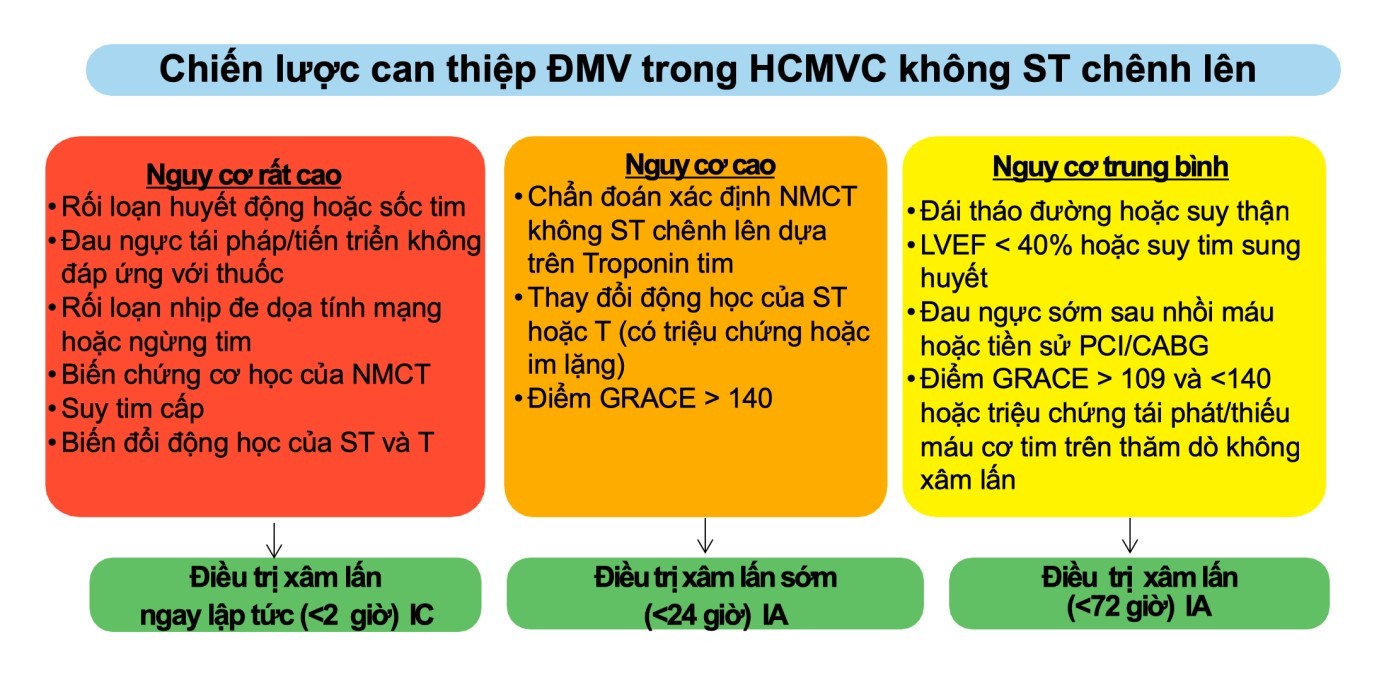 Chiến lược can thiệp ĐMV trong HCMVC không ST chênh lên
Nguy cơ rất cao
• Rối loạn huyết động hoặc sốc tim
• Đau ngực tái pháp/tiến triển không
đáp ứng với thuốc
• Rối loạn nhịp đe dọa tính mạng
hoặc ngừng tim
• Biến chứng cơ học của NMCT
• Suy tim cấp
• Biến đổi động học của ST và T
Nguy cơ cao
• Chẩn đoán xác định NMCT
không ST chênh lên dựa
trên Troponin tim
• Thay đổi động học của ST
hoặc T (có triệu chứng hoặc
im lặng)
• Điểm GRACE > 140
Nguy cơ trung bình
• Đái tháo đường hoặc suy thận
• LVEF < 40% hoặc suy tim sung
huyết
• Đau ngực sớm sau nhồi máu
hoặc tiền sử PCI/CABG
• Điểm GRACE > 109 và <140
hoặc triệu chứng tái phát/thiếu
máu cơ tim trên thăm dò không
xâm lấn
Điều trị xâm lấn
ngay lập tức (<2 giờ) IC
Điều trị xâm lấn sớm
(<24 giờ) IA
Điều trị xâm lấn
(<72 giờ) IA